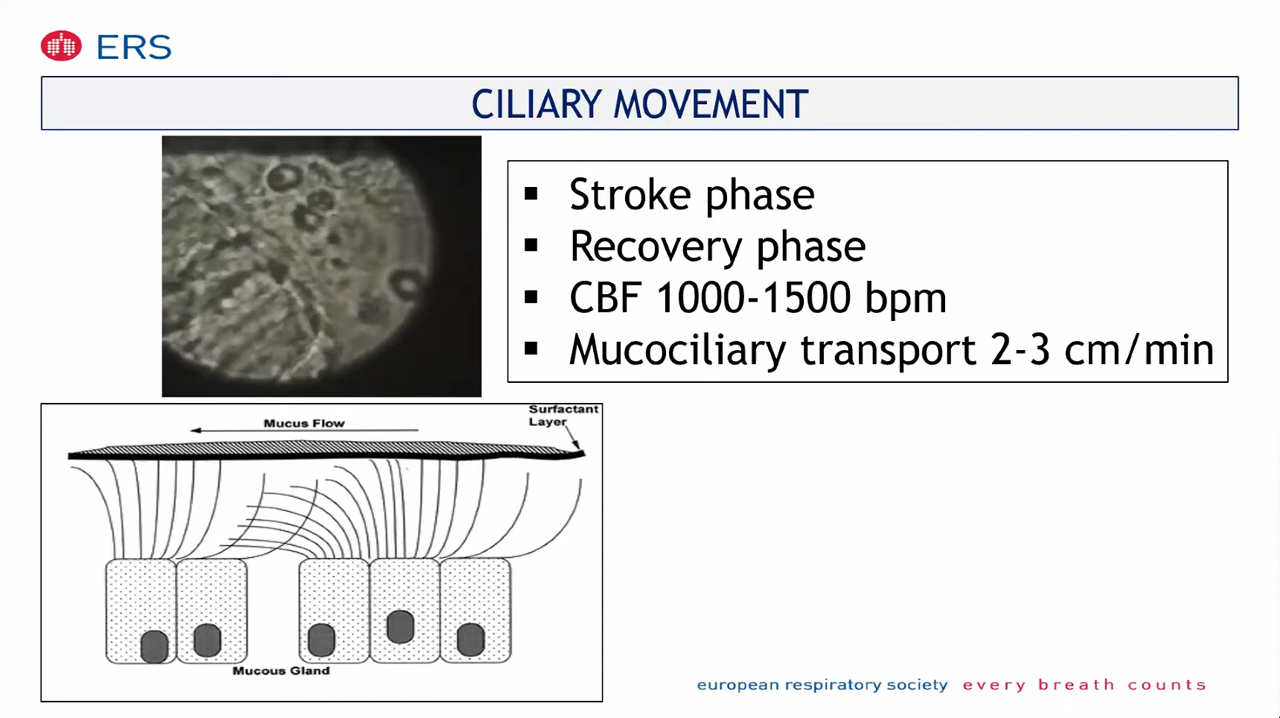 ERS
CILIARY MOVEMENT
▪ Stroke phase
▪ Recovery phase
▪ CBF 1000-1500 bpm
▪ Mucociliary transport 2-3 cm/min
Mucus Flow
Surfactant
Layer
Mucous Gland
european respiratory society every breath counts